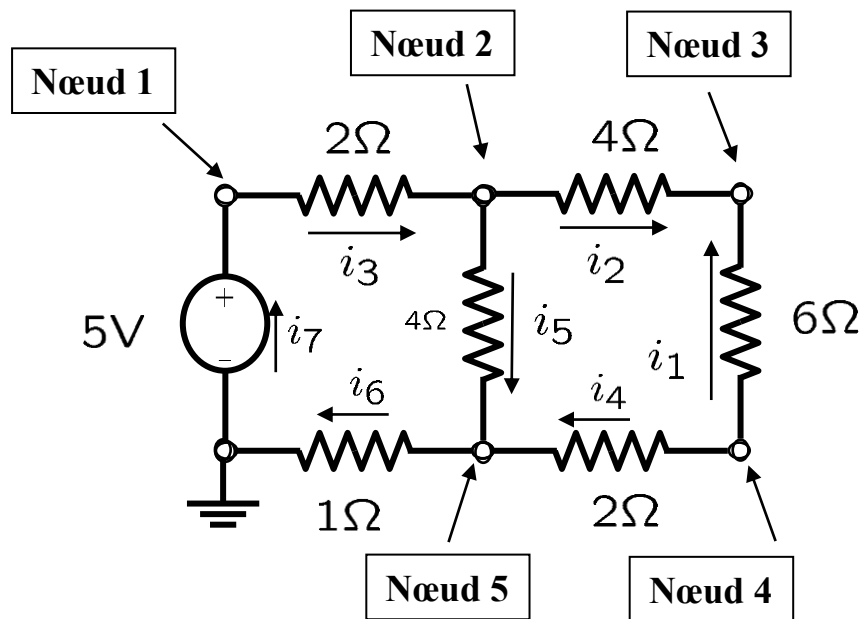 Nœud 2
Nœud 3
Nœud 1
2Ω
4Ω
i3
i2
+
5V
–
i7
4Ω
i5
i1
6Ω
i6
i4
1Ω
2Ω
Nœud 5
Nœud 4